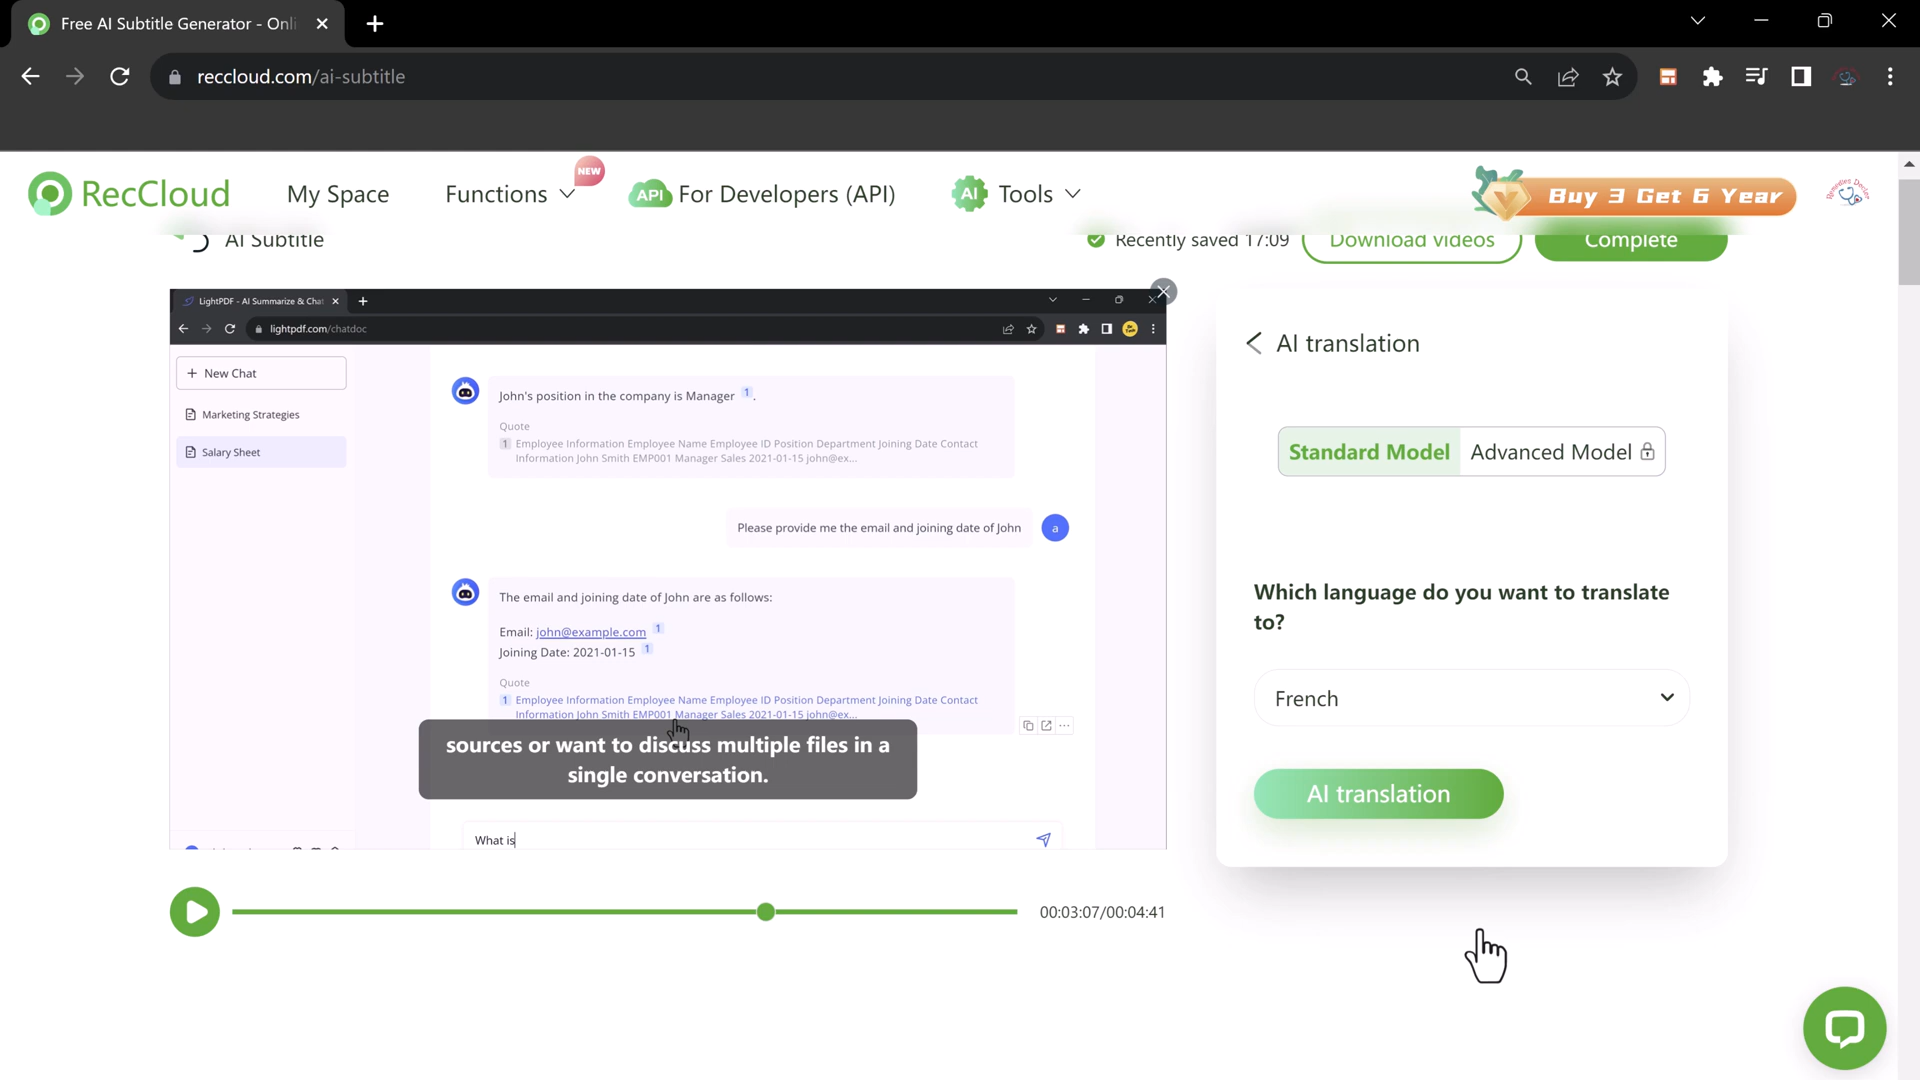 Free AI Subtitle Generator - Onli
reccloud.com/ai-subtitle
RecCloud
My Space
Functions
NEW
API
For Developers (API)
AI
Tools
Buy 3 Get 6 Year
Remedies Doctor
AI Subtitle
Recently saved 17:09
Download videos
Complete
LightPDF - AI Summarize & Chat
lightpdf.com/chatdoc
New Chat
Marketing Strategies
Salary Sheet
John's position in the company is Manager 1.
Quote
1 Employee Information Employee Name Employee ID Position Department Joining Date Contact
Information John Smith EMP001 Manager Sales 2021-01-15 john@ex...
Please provide me the email and joining date of John
a
The email and joining date of John are as follows:
Email: john@example.com 1
Joining Date: 2021-01-15 1
Quote
1 Employee Information Employee Name Employee ID Position Department Joining Date Contact
Information John Smith EMP001 Manager Sales 2021-01-15 john@ex...
sources or want to discuss multiple files in a
single conversation.
What is
00:03:07/00:04:41
AI translation
Standard Model
Advanced Model
Which language do you want to translate
to?
French
AI translation